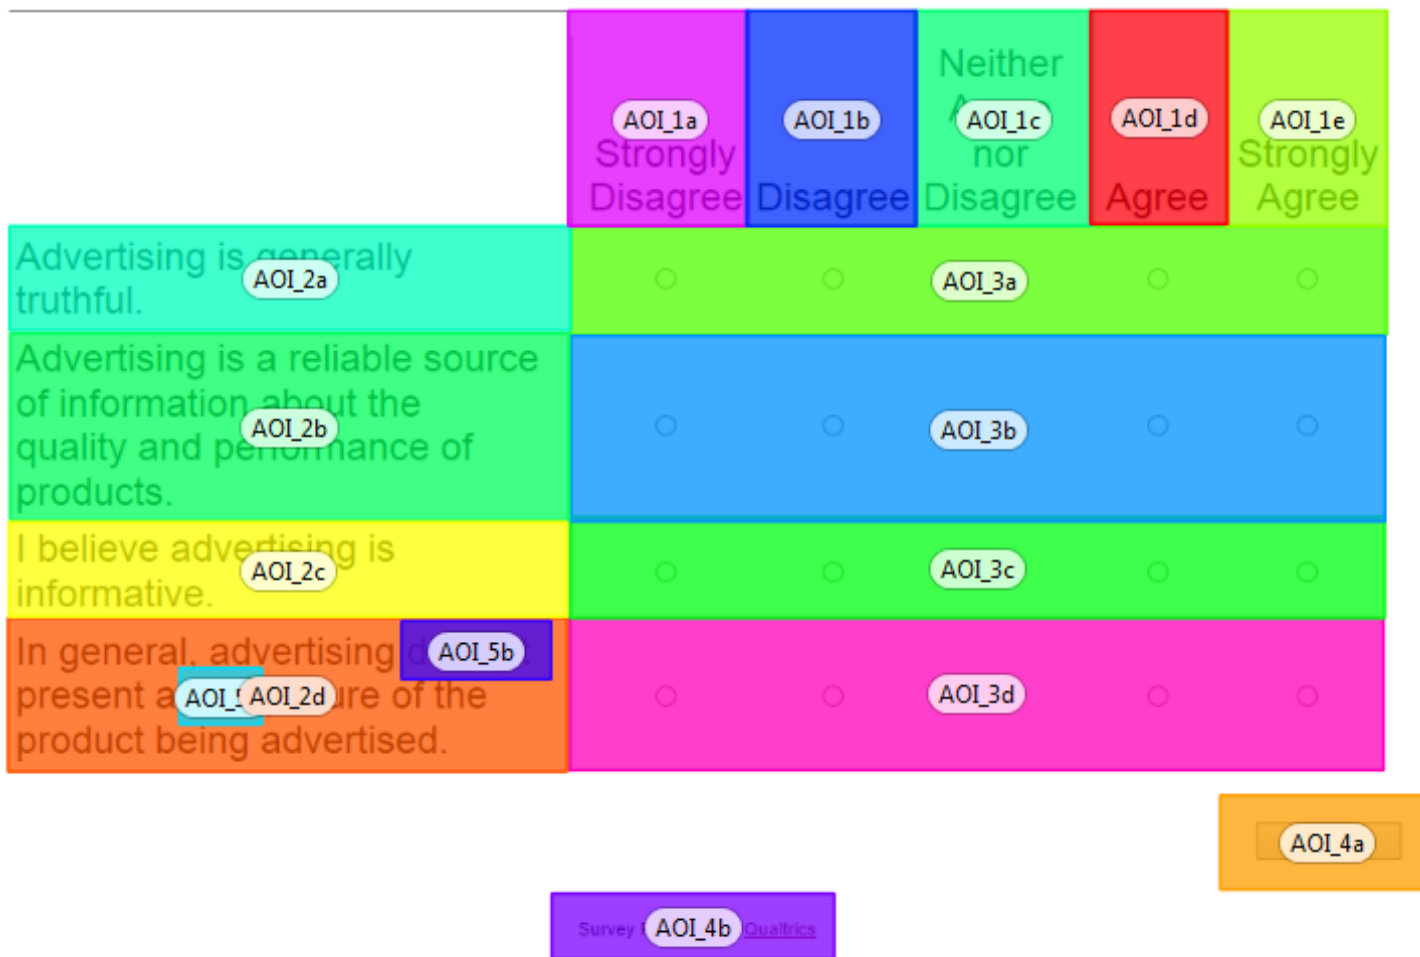 Neither
AOI_1a AOI_1b AOI_1c AOI_1d AOI_1e
Strongly nor Strongly
Disagree Disagree Disagree Agree Agree
Advertising is generally
AOI_2a AOI_3a
truthful.
Advertising is a reliable source
of information about the
AOI_2b AOI_3b
quality and performance of
products.
I believe advertising is
AOI_2c AOI_3c
informative.
In general, advertising
AOI_5b
present of the
AOI_2d AOI_3d
product being advertised.
AOI_4a
Survey AOI_4b Qualtrics